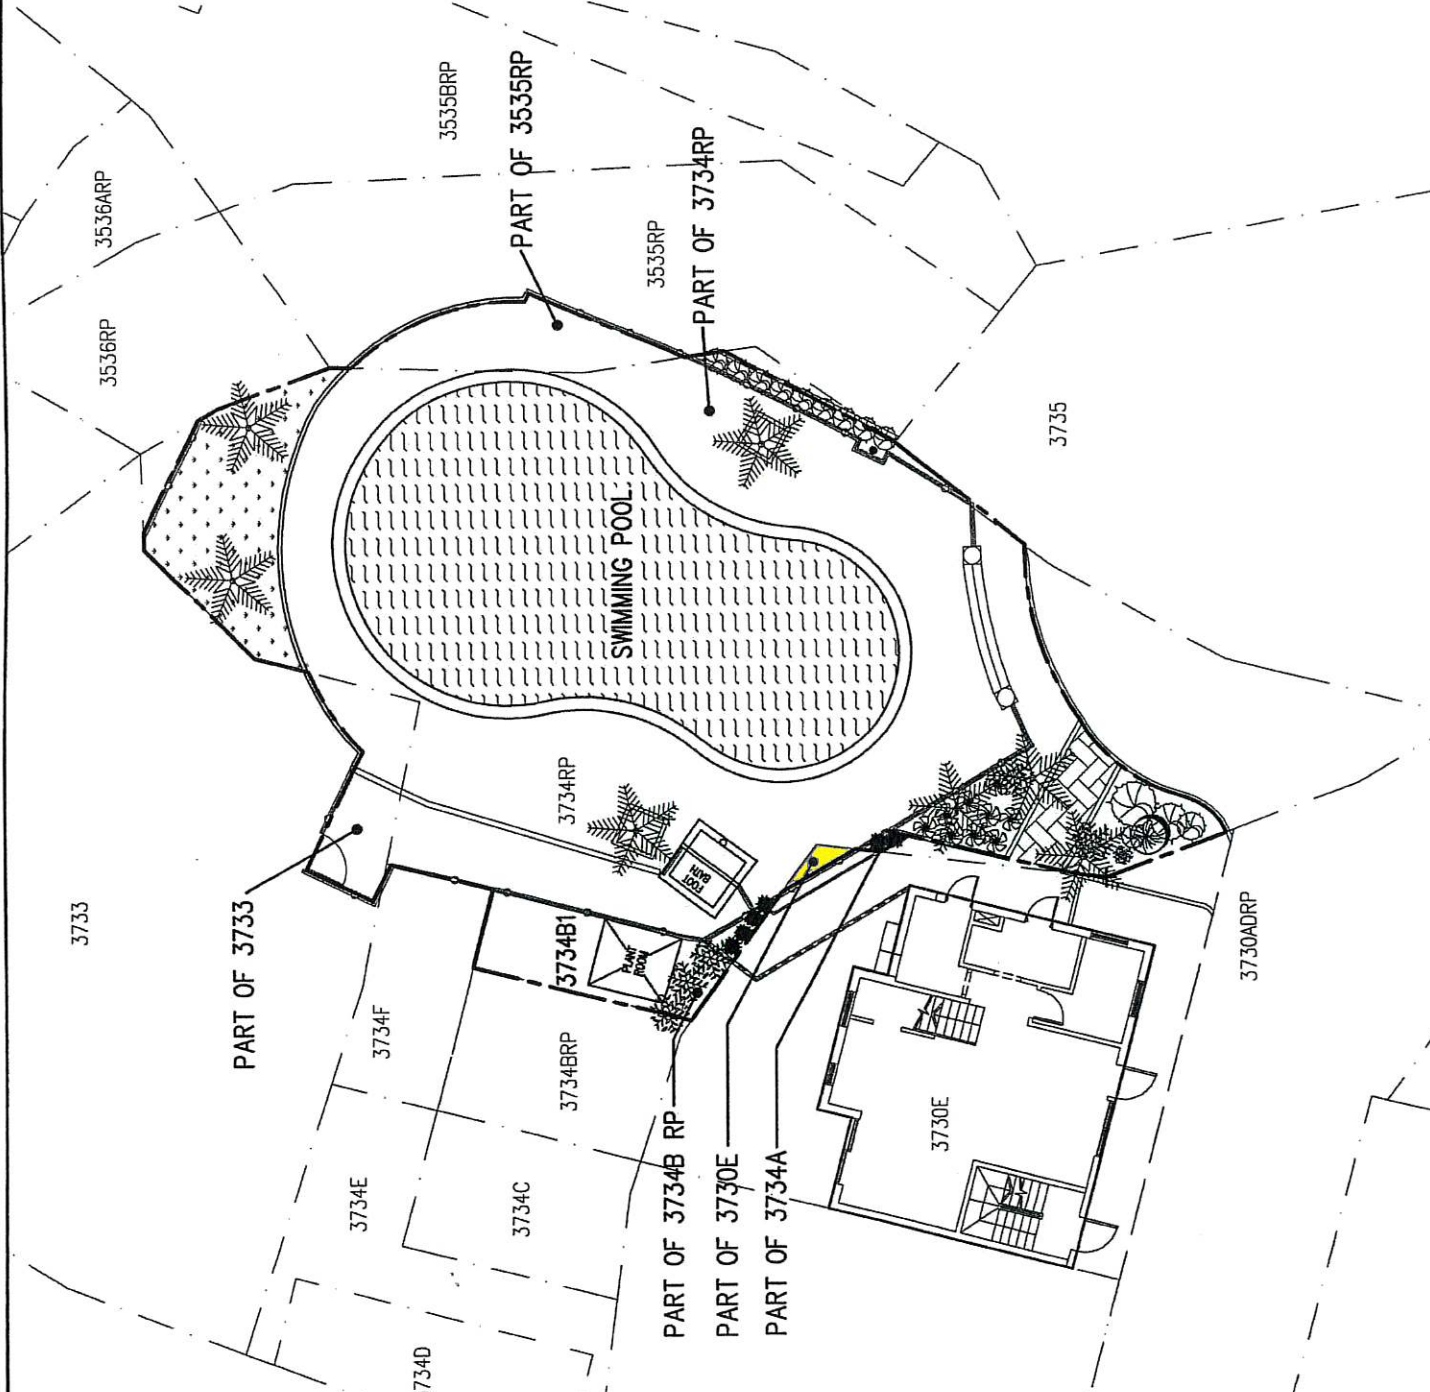 3535BRP
PART OF 3535RP
3536ARP
3535RP
PART OF 3734RP
3536RP
3735
SWIMMING POOL
3734RP
FOOT
BATH
3733
PART OF 3733
3734B1
PLANT
ROOM
3730ADRP
3734F
3734BRP
3730E
3734E
3734C
PART OF 3734B RP
PART OF 3730E
PART OF 3734A
734D